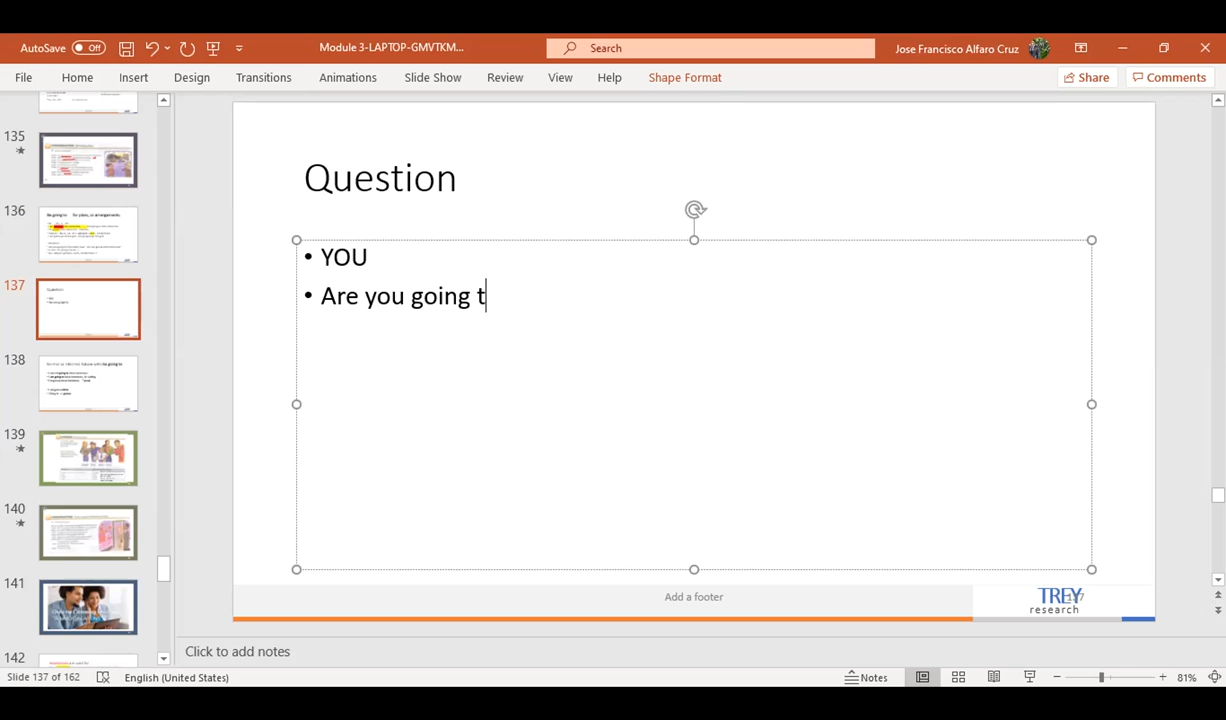 AutoSave Off Module 3-LAPTOP-GMVTKM... Search Jose Francisco Alfaro Cruz
File Home Insert Design Transitions Animations Slide Show Review View Help Shape Format Share Comments
135
136
137
138
139
140
141
142
Question
• YOU
• Are you going t
Add a footer
TREY
research
Click to add notes
Slide 137 of 162 English (United States) Notes 81%